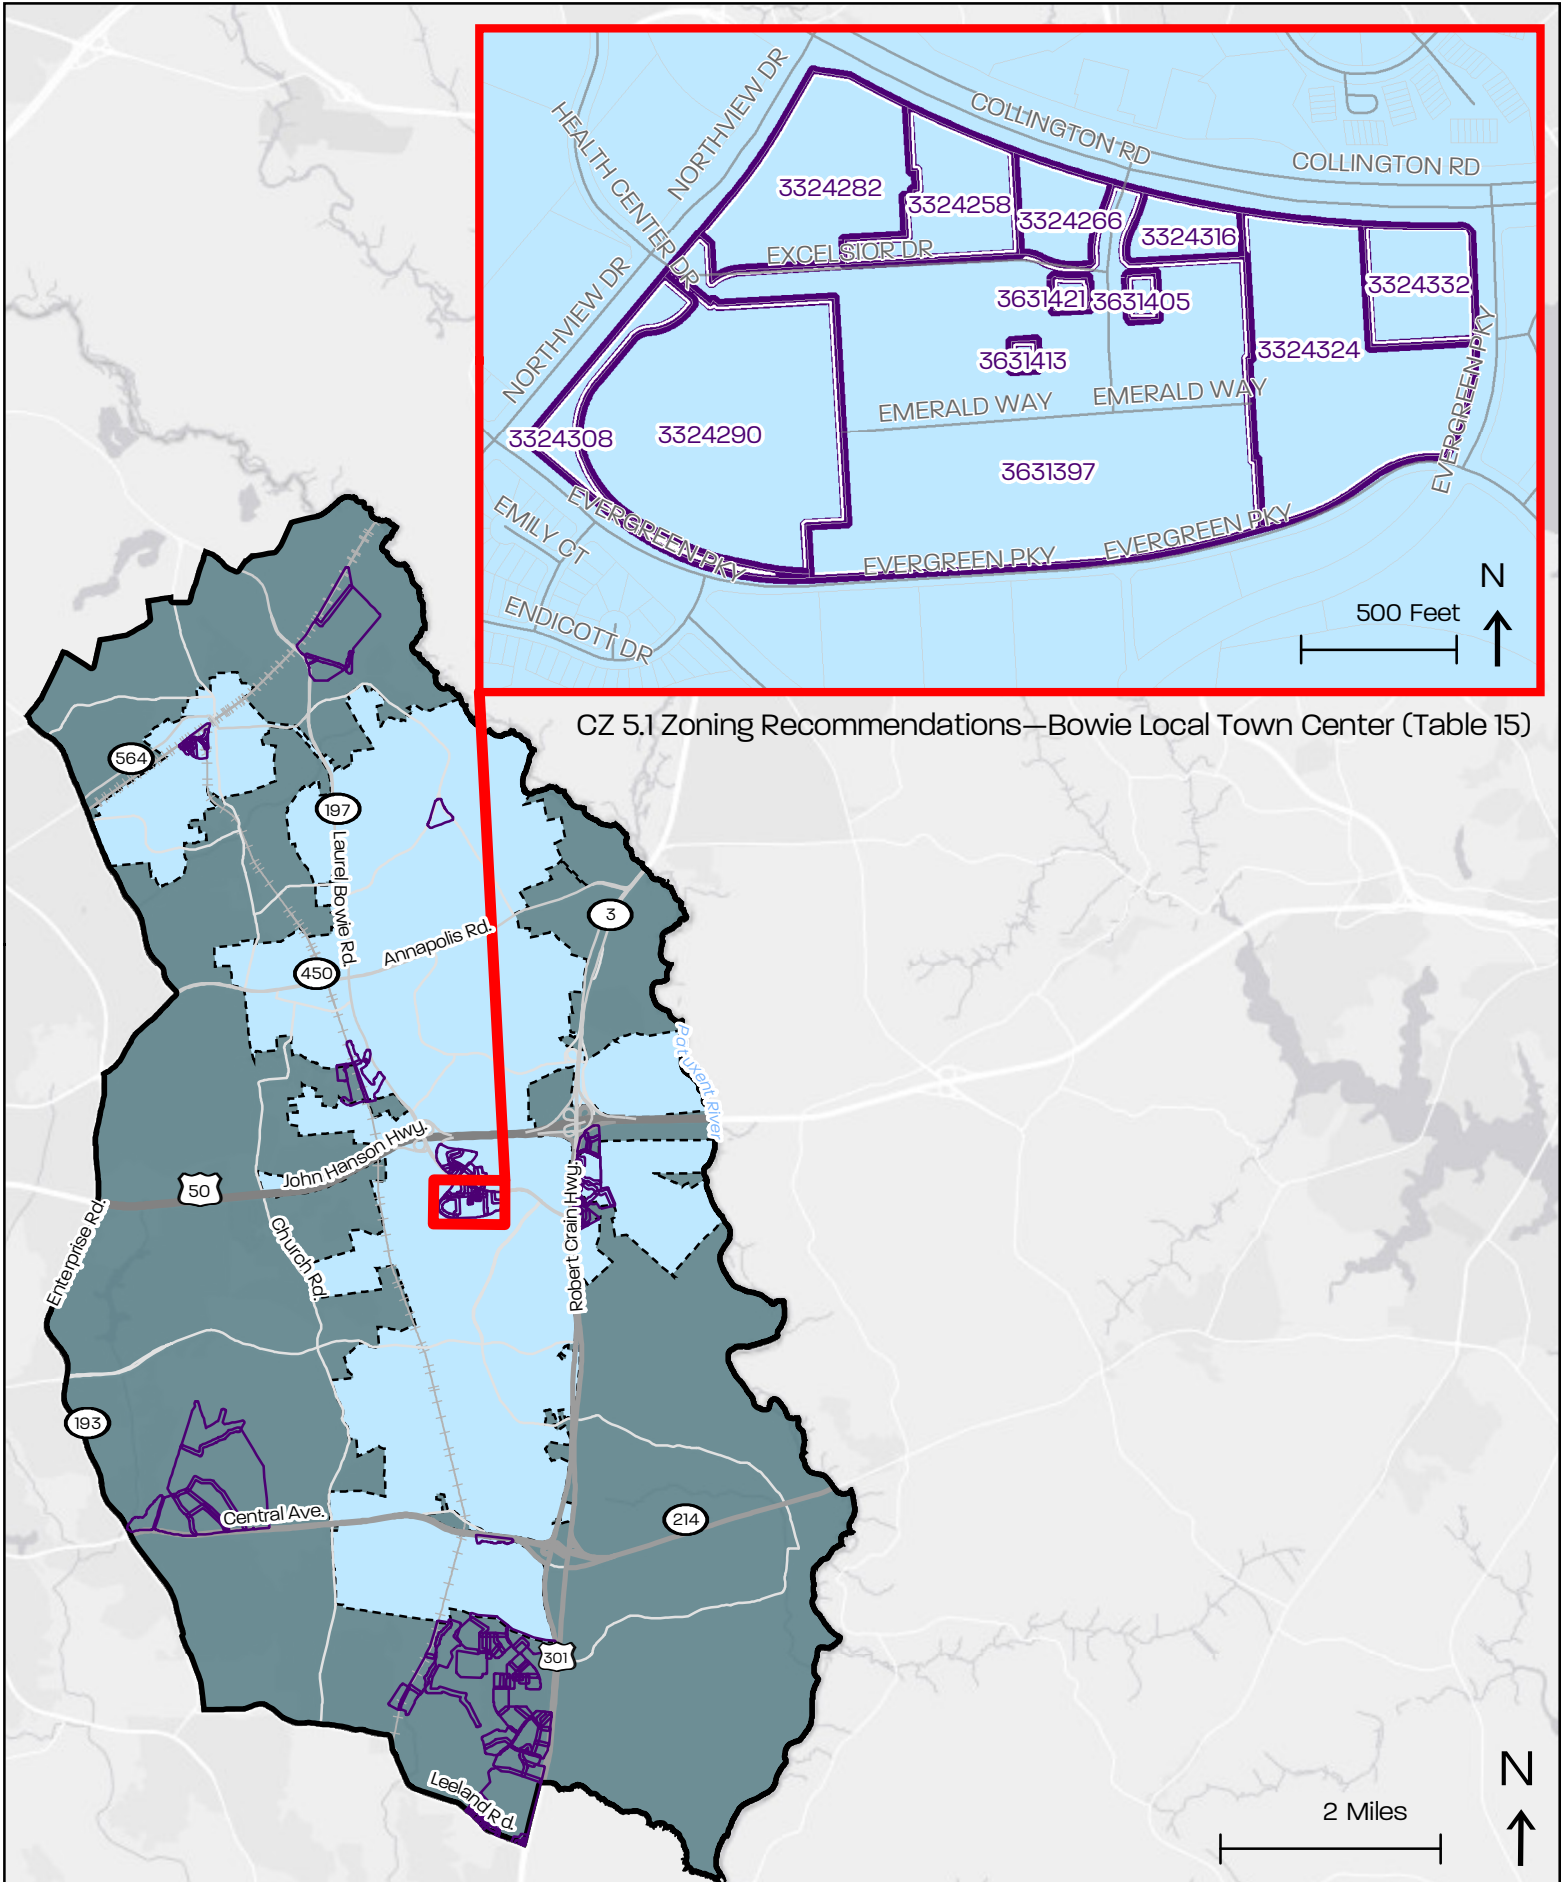 NORTHVIEW DR
HEALTH CENTER DR
COLLINGTON RD
COLLINGTON RD
3324282
3324258
3324266
3324316
EXCELSIOR DR
3324332
3631421
3631405
NORTHVIEW DR
3631413
3324324
EMERALD WAY
EMERALD WAY
EVERGREEN PKY
3324308
3324290
3631397
EVERGREEN PKY
EMILY CT
EVERGREEN PKY
EVERGREEN PKY
ENDICOTT DR
N
500 Feet
CZ 5.1 Zoning Recommendations—Bowie Local Town Center (Table 15)
564
197
Laurel Bowie Rd.
3
Annapolis Rd.
450
Patuxent River
John Hanson Hwy.
50
Enterprise Rd.
Church Rd.
Robert Crain Hwy.
193
Central Ave.
214
301
Leeland Rd.
N
2 Miles